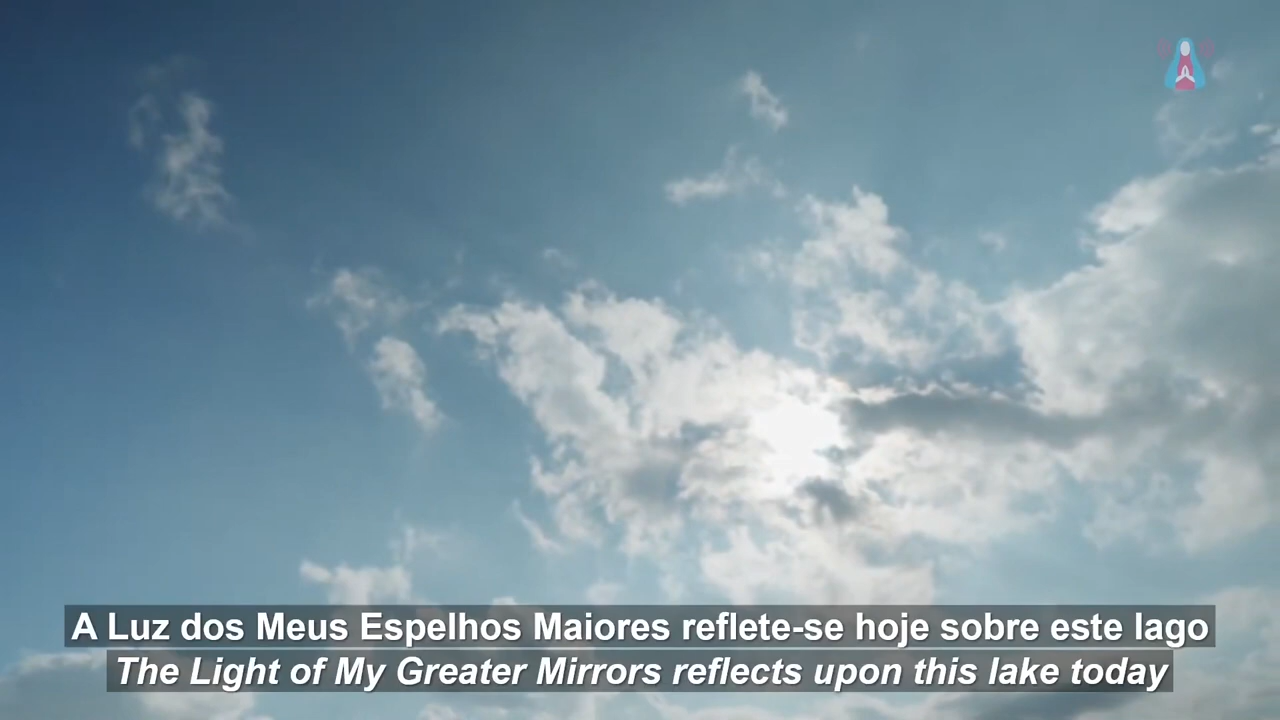 A Luz dos Meus Espelhos Maiores reflete-se hoje sobre este lago
The Light of My Greater Mirrors reflects upon this lake today